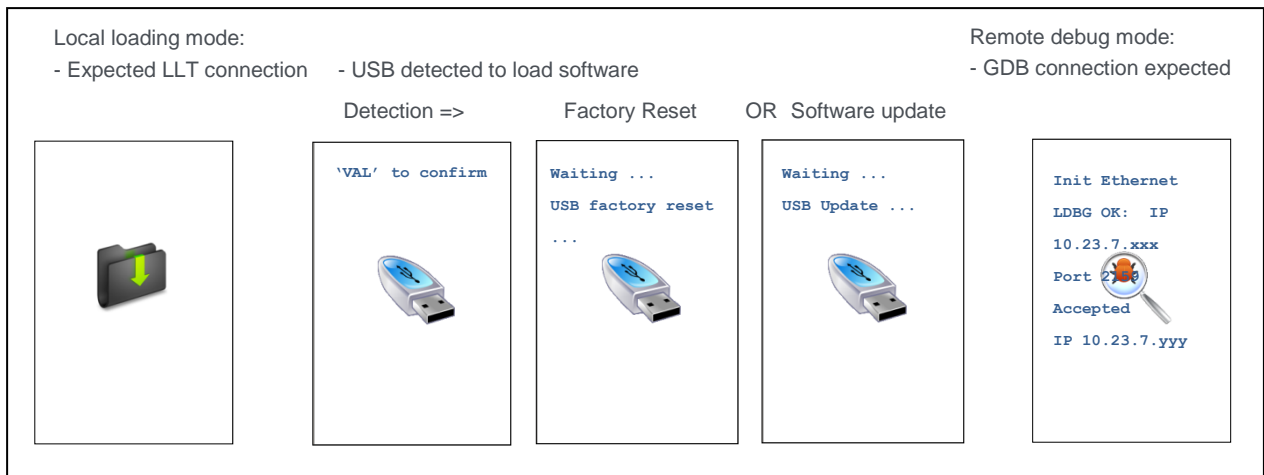 Local loading mode:
- Expected LLT connection
- USB detected to load software
Remote debug mode:
- GDB connection expected
Detection =>
Factory Reset
OR Software update
‘VAL’ to confirm
Waiting ...
USB factory reset
...
Waiting ...
USB Update ...
Init Ethernet
LDBG OK: IP
10.23.7.xxx
Port
Accepted
IP 10.23.7.yyy